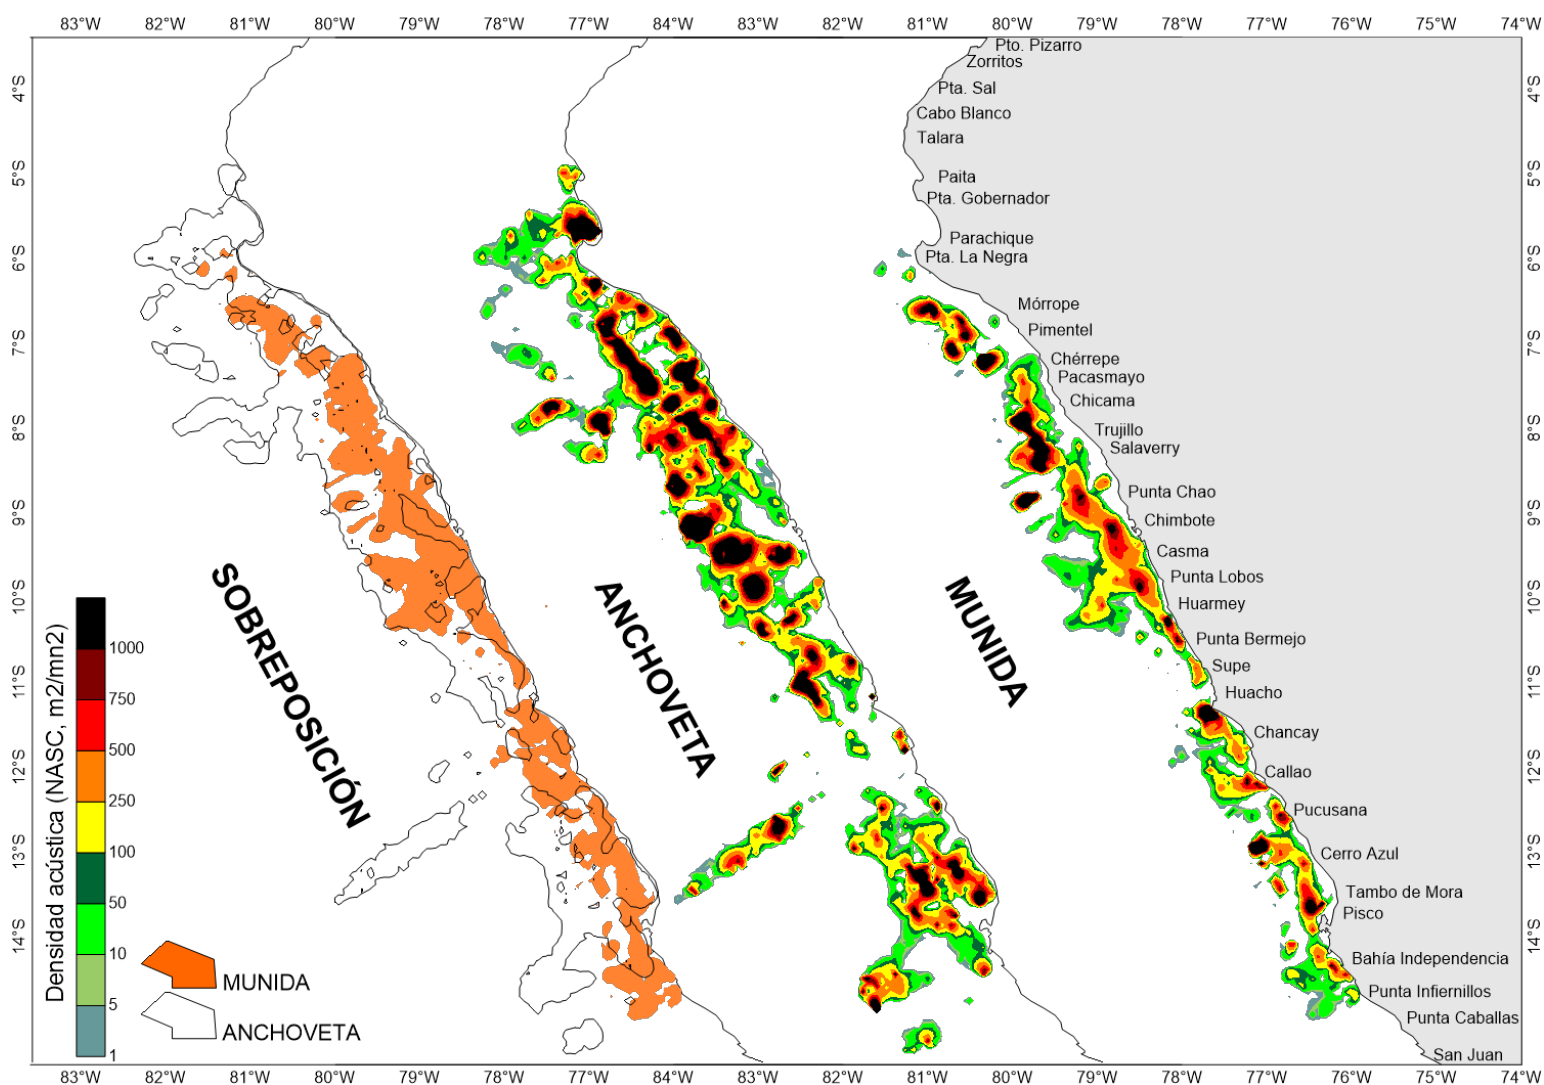 83°W 82°W 81°W 80°W 79°W 78°W 77°W 84°W 83°W 82°W 81°W 80°W 79°W 78°W 77°W 76°W 75°W 74°W
4°S
5°S
6°S
7°S
8°S
9°S
10°S
11°S
12°S
13°S
14°S
SOBREPOSICIÓN
ANCHOVETA
MUNIDA
Pto. Pizarro
Zorritos
Pta. Sal
Cabo Blanco
Talara
Paita
Pta. Gobernador
Parachique
Pta. La Negra
Mórrope
Pimentel
Chérrepe
Pacasmayo
Chicama
Trujillo
Salaverry
Punta Chao
Chimbote
Casma
Punta Lobos
Huarmey
Punta Bermejo
Supe
Huacho
Chancay
Callao
Pucusana
Cerro Azul
Tambo de Mora
Pisco
Bahía Independencia
Punta Infiernillos
Punta Caballas
San Juan
4°S
5°S
6°S
7°S
8°S
9°S
10°S
11°S
12°S
13°S
14°S
Densidad acústica (NASC, m2/mn2)
1000
750
500
250
100
50
10
5
1
MUNIDA
ANCHOVETA
83°W 82°W 81°W 80°W 79°W 78°W 77°W 84°W 83°W 82°W 81°W 80°W 79°W 78°W 77°W 76°W 75°W 74°W